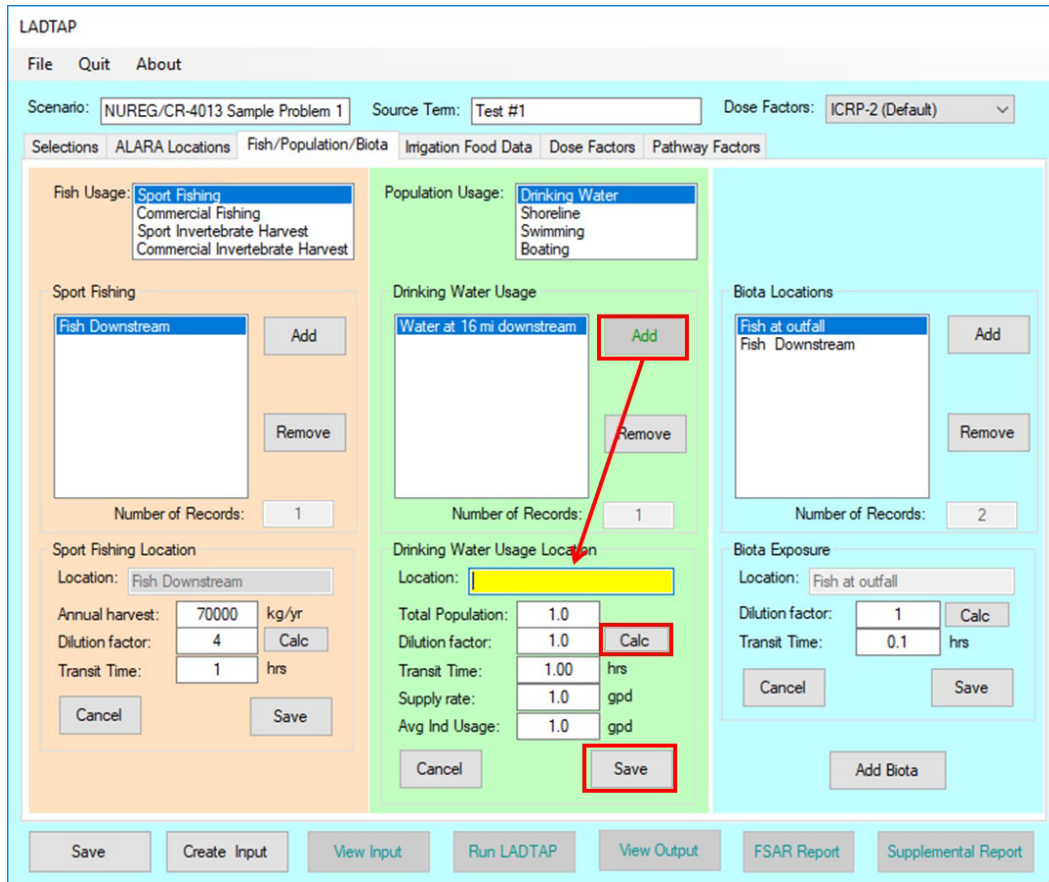 LADTAP
File Quit About
Scenario: NUREG/CR-4013 Sample Problem 1 Source Term: Test #1 Dose Factors: ICRP-2 (Default)
Selections ALARA Locations Fish/Population/Biota Irrigation Food Data Dose Factors Pathway Factors
Fish Usage: Sport Fishing
Commercial Fishing
Sport Invertebrate Harvest
Commercial Invertebrate Harvest
Sport Fishing
Fish Downstream
Add
Remove
Number of Records: 1
Sport Fishing Location
Location: Fish Downstream
Annual harvest: 70000 kg/yr
Dilution factor: 4 Calc
Transit Time: 1 hrs
Cancel Save
Population Usage: Drinking Water
Shoreline
Swimming
Boating
Drinking Water Usage
Water at 16 mi downstream
Add
Remove
Number of Records: 1
Drinking Water Usage Location
Location:
Total Population: 1.0
Dilution factor: 1.0 Calc
Transit Time: 1.00 hrs
Supply rate: 1.0 gpd
Avg Ind Usage: 1.0 gpd
Cancel Save
Biota Locations
Fish at outfall
Fish Downstream
Add
Remove
Number of Records: 2
Biota Exposure
Location: Fish at outfall
Dilution factor: 1 Calc
Transit Time: 0.1 hrs
Cancel Save
Add Biota
Save Create Input View Input Run LADTAP View Output FSAR Report Supplemental Report